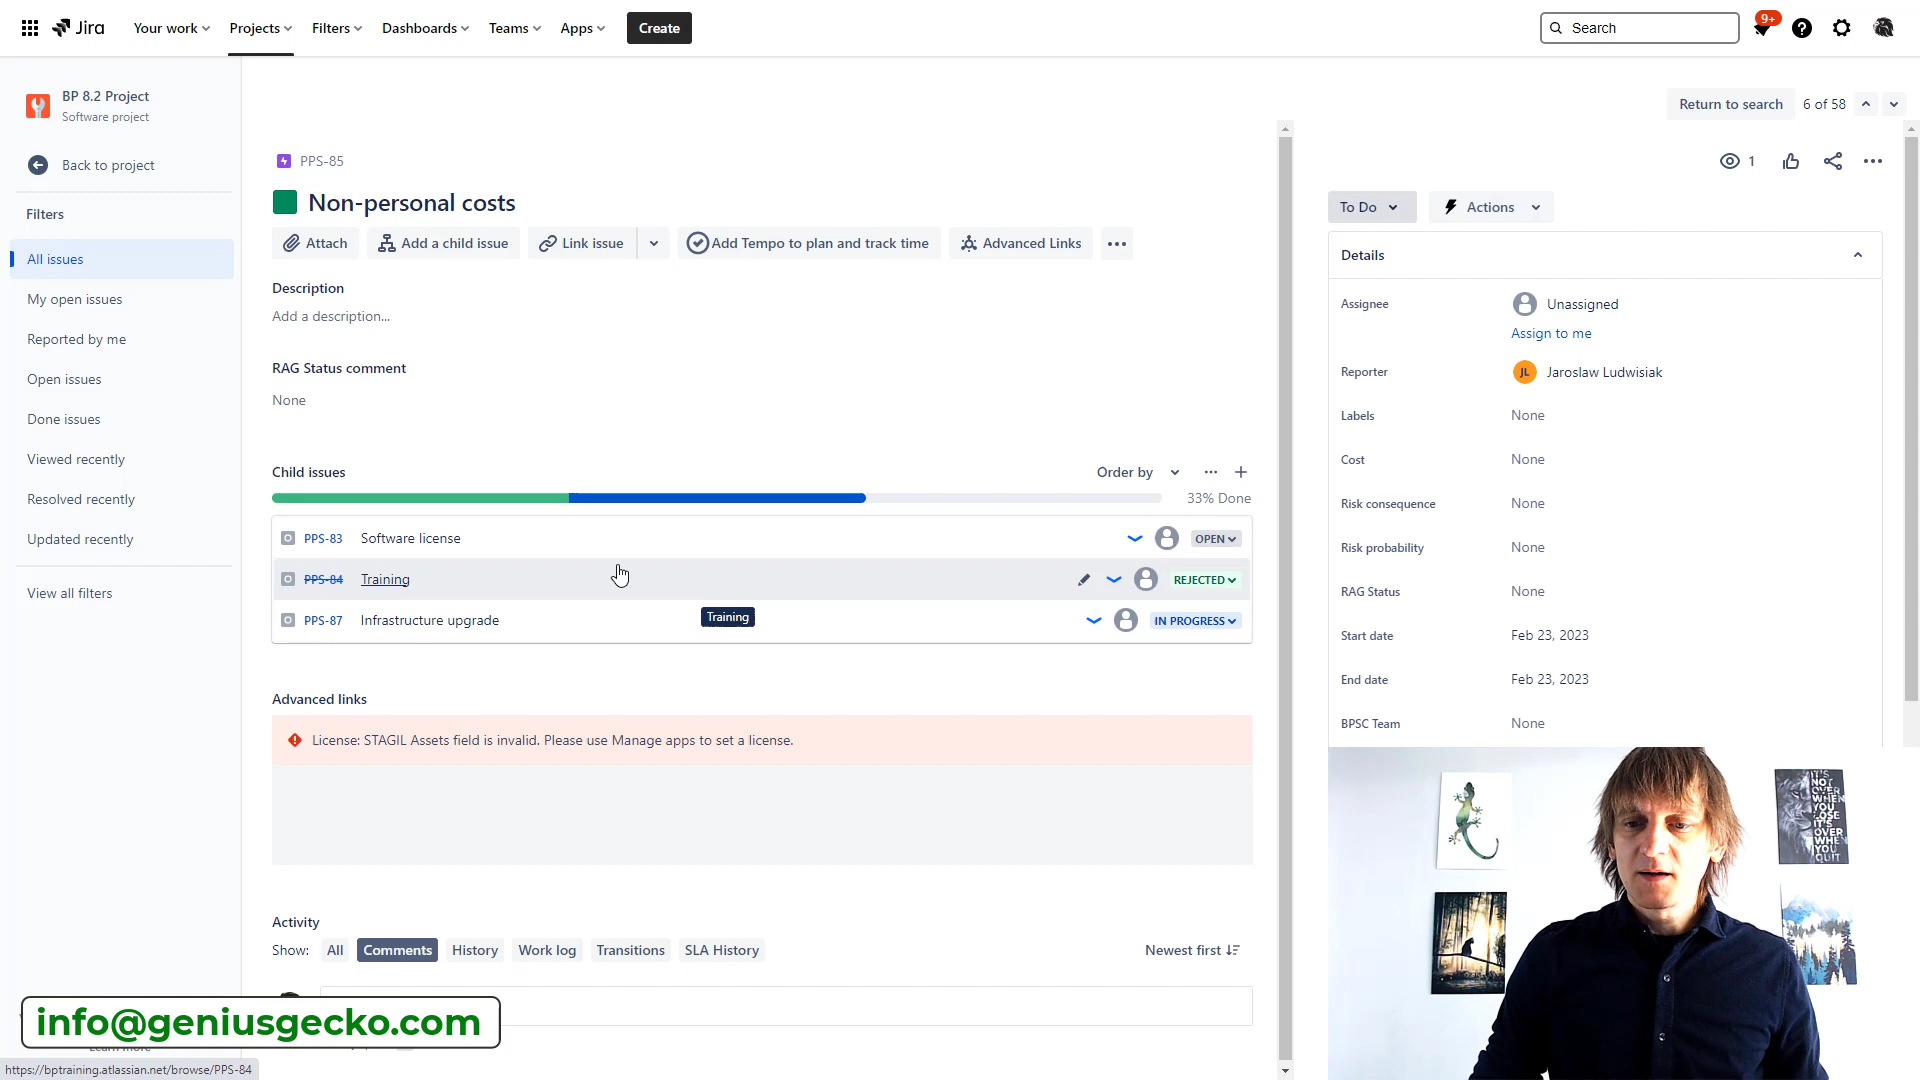 Jira
Your work
Projects
Filters
Dashboards
Teams
Apps
Create
Search
9+
BP 8.2 Project
Software project
Back to project
Filters
All issues
My open issues
Reported by me
Open issues
Done issues
Viewed recently
Resolved recently
Updated recently
View all filters
Return to search
6 of 58
PPS-85
Non-personal costs
Attach
Add a child issue
Link issue
Add Tempo to plan and track time
Advanced Links
Description
Add a description...
RAG Status comment
None
Child issues
Order by
33% Done
PPS-83 Software license OPEN
PPS-84 Training REJECTED
PPS-87 Infrastructure upgrade IN PROGRESS
Training
Advanced links
License: STAGIL Assets field is invalid. Please use Manage apps to set a license.
Activity
Show: All Comments History Work log Transitions SLA History
Newest first
1
To Do
Actions
Details
Assignee Unassigned
Assign to me
Reporter JL Jaroslaw Ludwisiak
Labels None
Cost None
Risk consequence None
Risk probability None
RAG Status None
Start date Feb 23, 2023
End date Feb 23, 2023
BPSC Team None
IT'S
NOT
OVER
WHEN
YOU
LOSE
IT'S
OVER
WHEN
YOU
QUIT
info@geniusgecko.com
https://bptraining.atlassian.net/browse/PPS-84